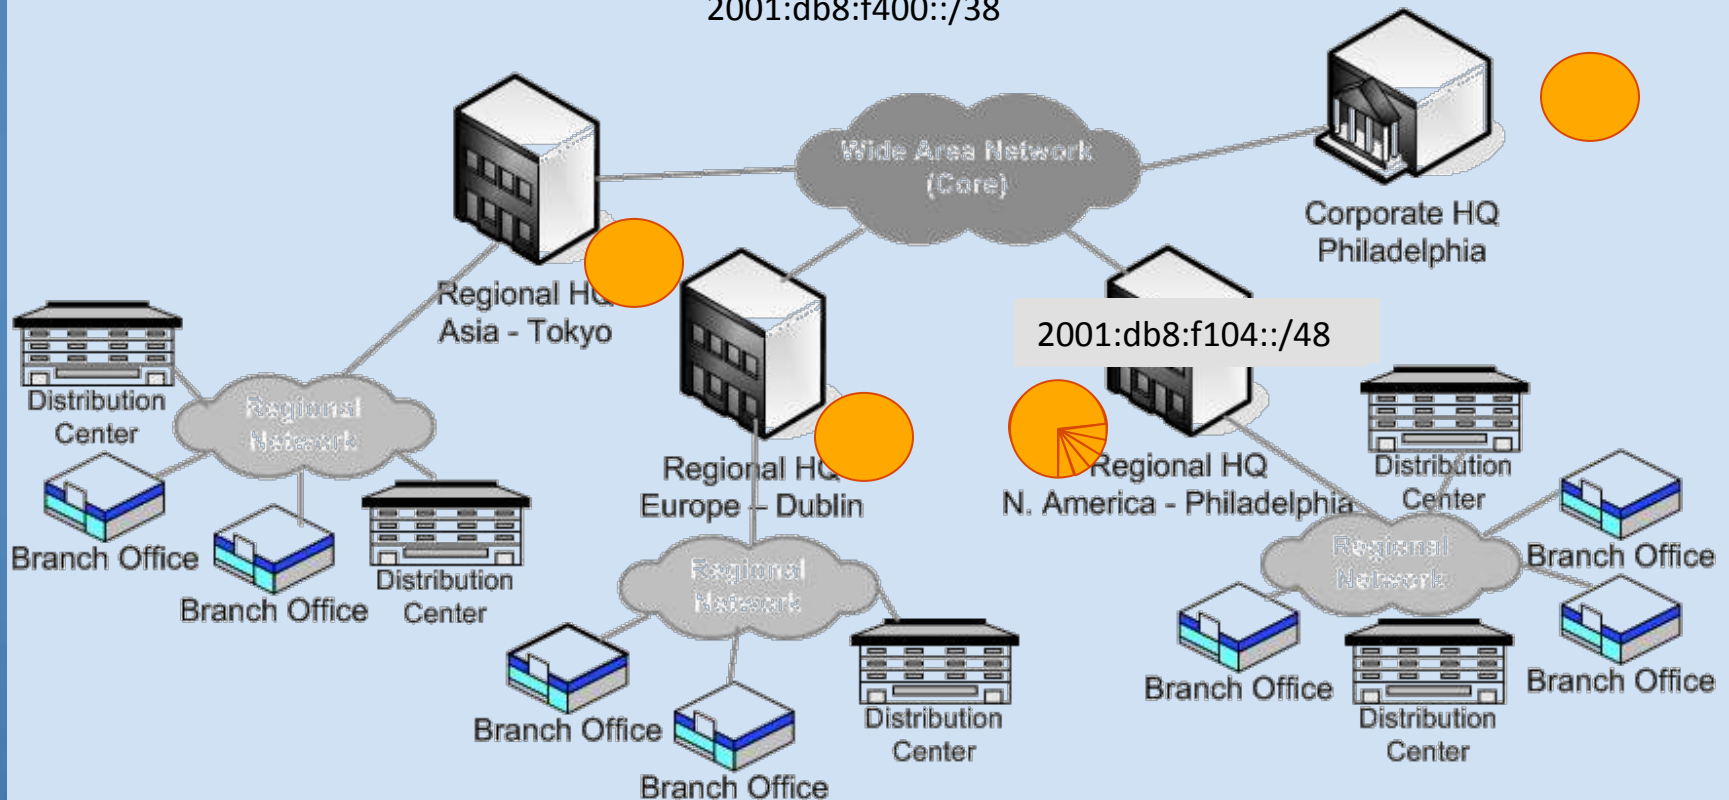 2001:db8:f400::/38
Wide Area Network
(Core)
Corporate HQ
Philadelphia
Regional HQ
Asia - Tokyo
2001:db8:f104::/48
Distribution
Center
Regional
Network
Regional HQ
Europe – Dublin
Regional HQ
N. America - Philadelphia
Distribution
Center
Branch Office
Branch Office
Distribution
Center
Regional
Network
Regional
Network
Branch Office
Branch Office
Branch Office
Branch Office
Distribution
Center
Branch Office
Distribution
Center
Branch Office